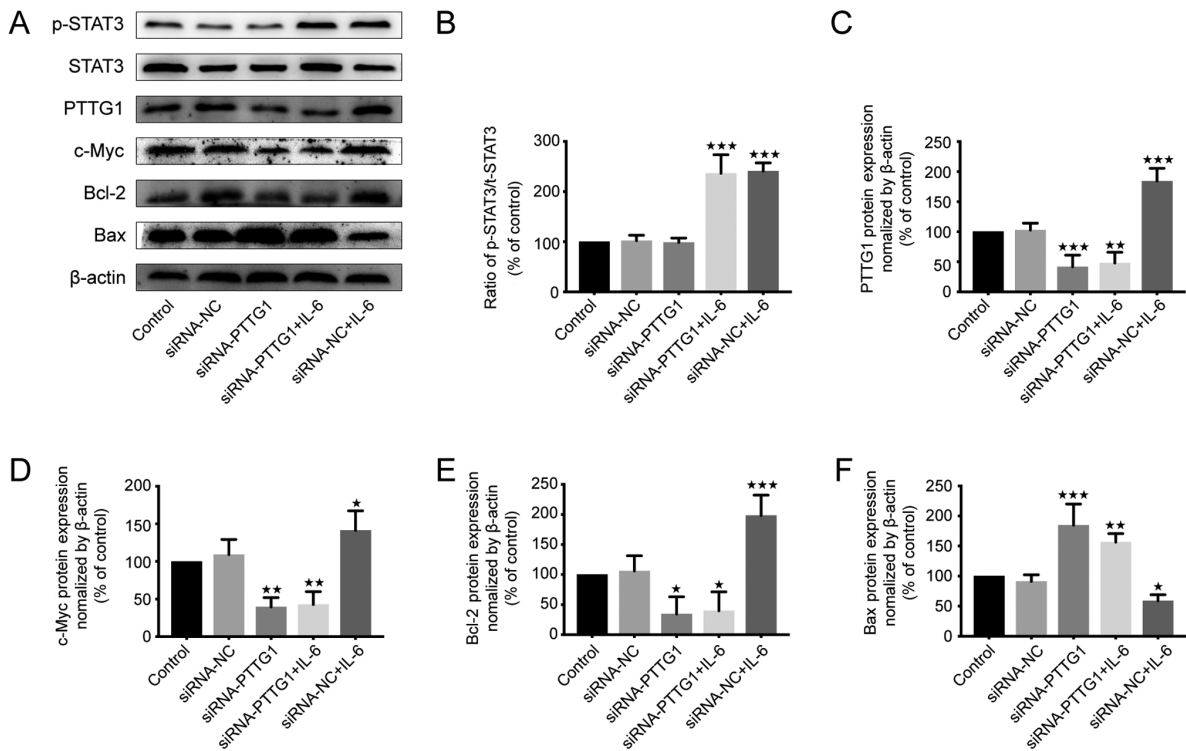 A
p-STAT3
STAT3
PTTG1
c-Myc
Bcl-2
Bax
β-actin
Control
siRNA-NC
siRNA-PTTG1
siRNA-PTTG1+IL-6
siRNA-NC+IL-6
B
Ratio of p-STAT3/t-STAT3
(% of control)
300
200
100
0
★★★
★★★
Control
siRNA-NC
siRNA-PTTG1
siRNA-PTTG1+IL-6
siRNA-NC+IL-6
C
PTTG1 protein expression
nomalized by β-actin
(% of control)
250
200
150
100
50
0
★★★
★★
★★★
Control
siRNA-NC
siRNA-PTTG1
siRNA-PTTG1+IL-6
siRNA-NC+IL-6
D
c-Myc protein expression
nomalized by β-actin
(% of control)
200
150
100
50
0
★★
★★
★
Control
siRNA-NC
siRNA-PTTG1
siRNA-PTTG1+IL-6
siRNA-NC+IL-6
E
Bcl-2 protein expression
nomalized by β-actin
(% of control)
250
200
150
100
50
0
★
★
★★★
Control
siRNA-NC
siRNA-PTTG1
siRNA-PTTG1+IL-6
siRNA-NC+IL-6
F
Bax protein expression
nomalized by β-actin
(% of control)
250
200
150
100
50
0
★★★
★★
★
Control
siRNA-NC
siRNA-PTTG1
siRNA-PTTG1+IL-6
siRNA-NC+IL-6